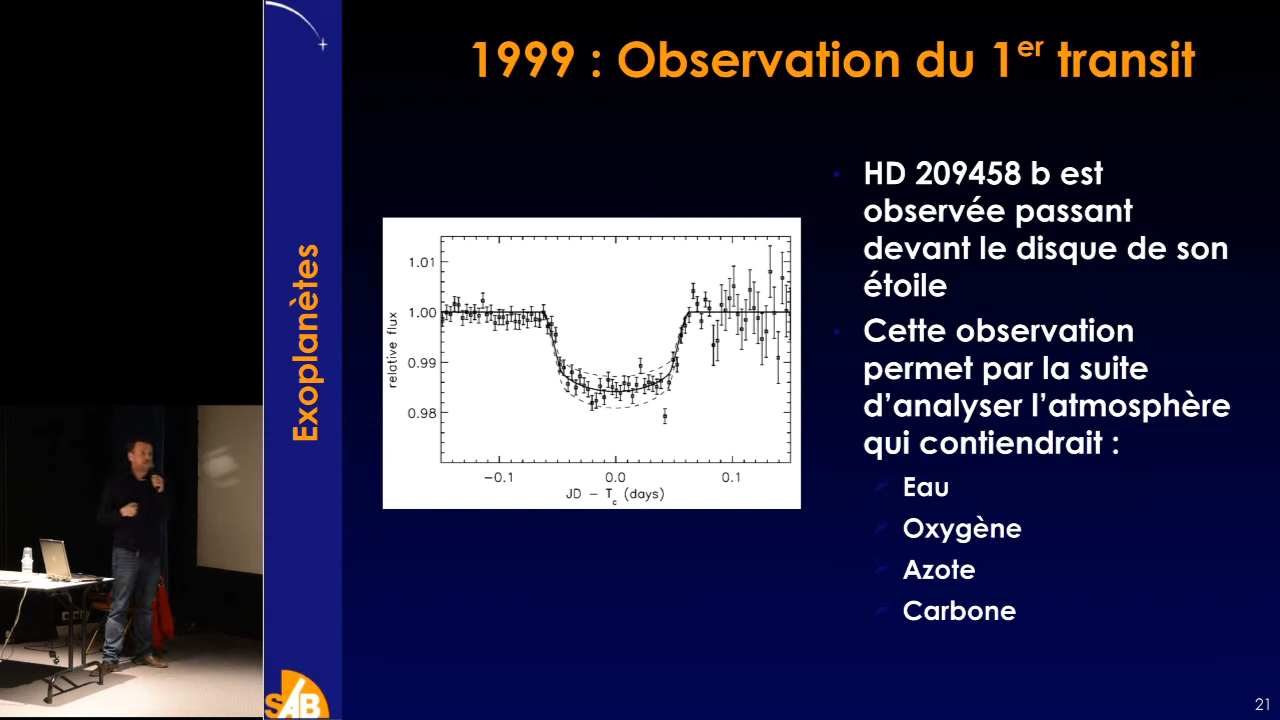 1999 : Observation du 1er transit
Exoplanètes
HD 209458 b est
observée passant
devant le disque de son
étoile
Cette observation
permet par la suite
d'analyser l'atmosphère
qui contiendrait :
Eau
Oxygène
Azote
Carbone
relative flux
1.01
1.00
0.99
0.98
-0.1
0.0
0.1
JD – Tc (days)
SAB
21